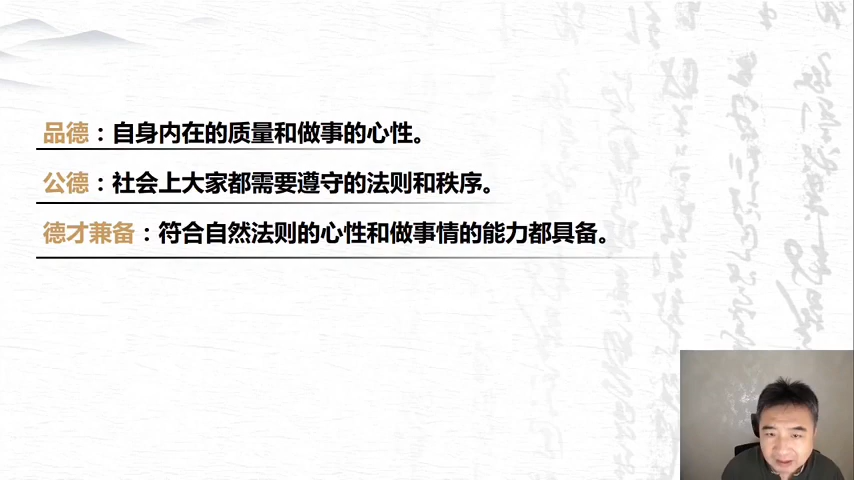 品德：自身内在的质量和做事的心性。
公德：社会上大家都需要遵守的法则和秩序。
德才兼备：符合自然法则的心性和做事情的能力都具备。